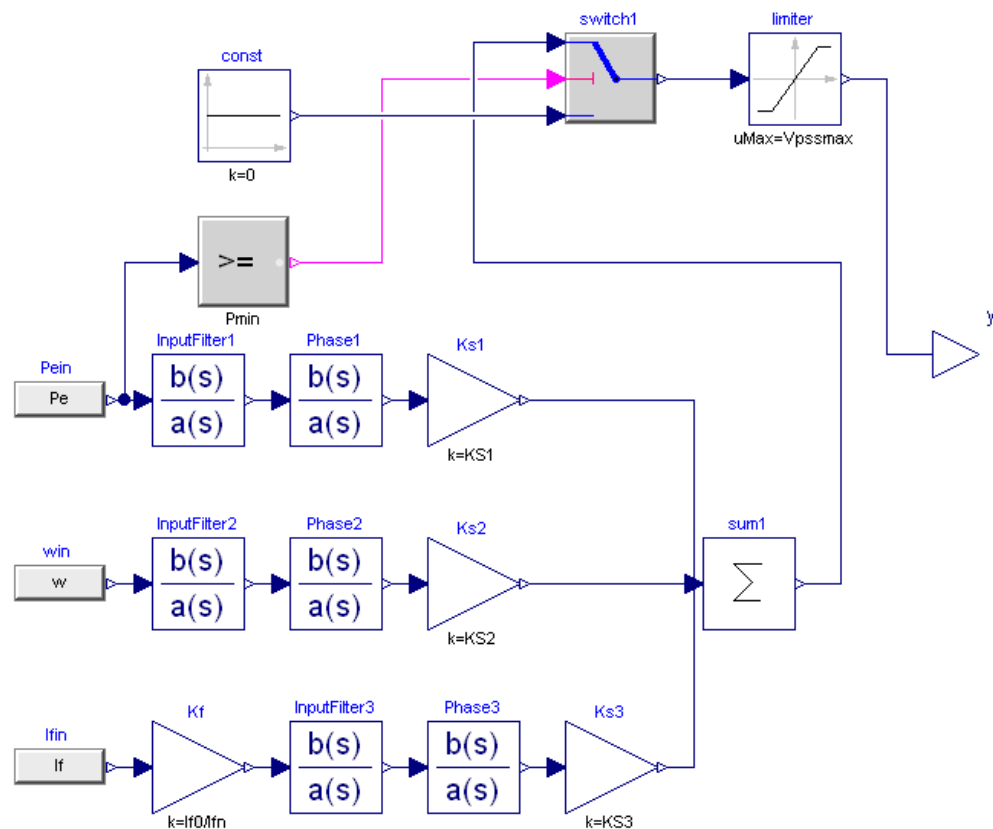 switch1
limiter
const
uMax=Vpssmax
k=0
>=
Pmin
y
InputFilter1
Phase1
Ks1
Pein
Pe
b(s)
a(s)
b(s)
a(s)
k=KS1
InputFilter2
Phase2
Ks2
sum1
win
w
b(s)
a(s)
b(s)
a(s)
Σ
k=KS2
Kf
InputFilter3
Phase3
Ks3
Ifin
If
b(s)
a(s)
b(s)
a(s)
k=If0/Ifn
k=KS3